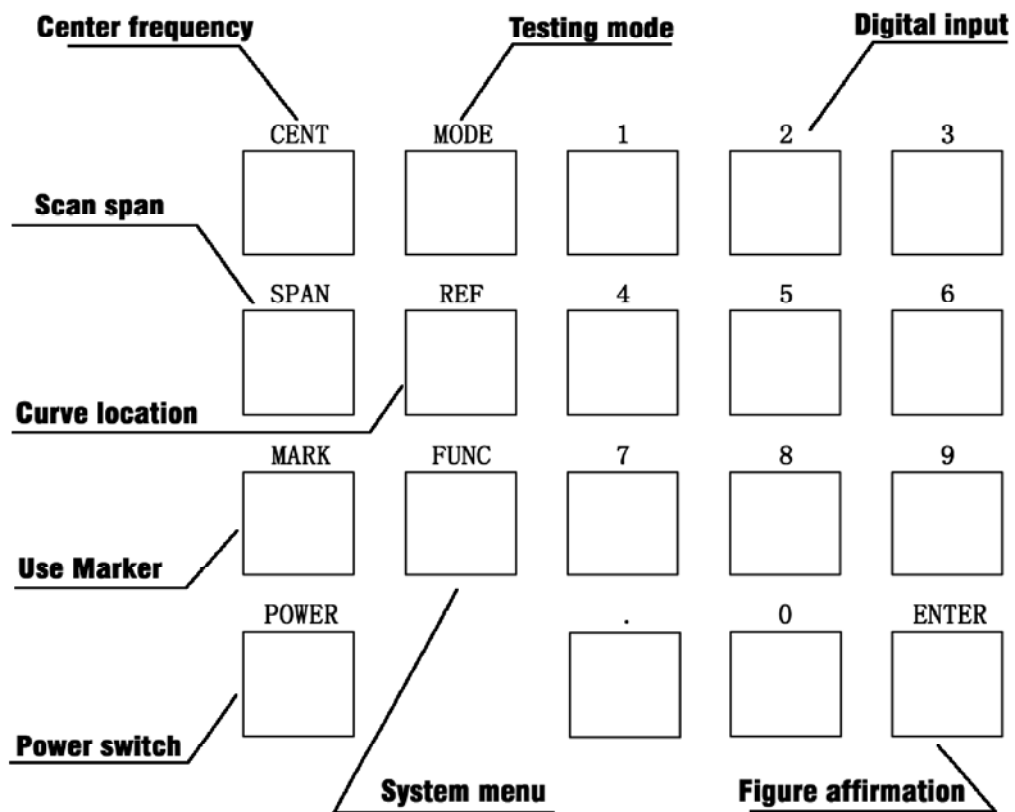 Center frequency Testing mode Digital input
CENT MODE 1 2 3
Scan span
SPAN REF 4 5 6
Curve location
MARK FUNC 7 8 9
Use Marker
POWER . 0 ENTER
Power switch
System menu Figure affirmation